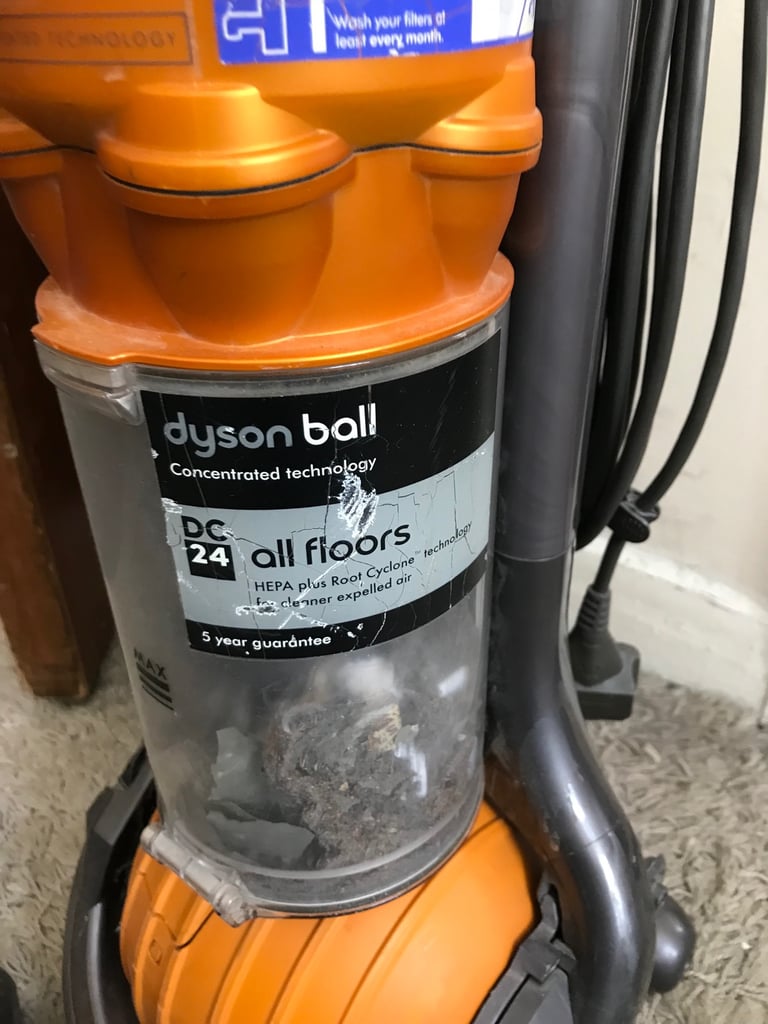 Wash your filters at
least every month.
TECHNOLOGY
dyson ball
Concentrated technology
DC
24
all floors
HEPA plus Root Cyclone™ technology
for cleaner expelled air
5 year guarantee
MAX